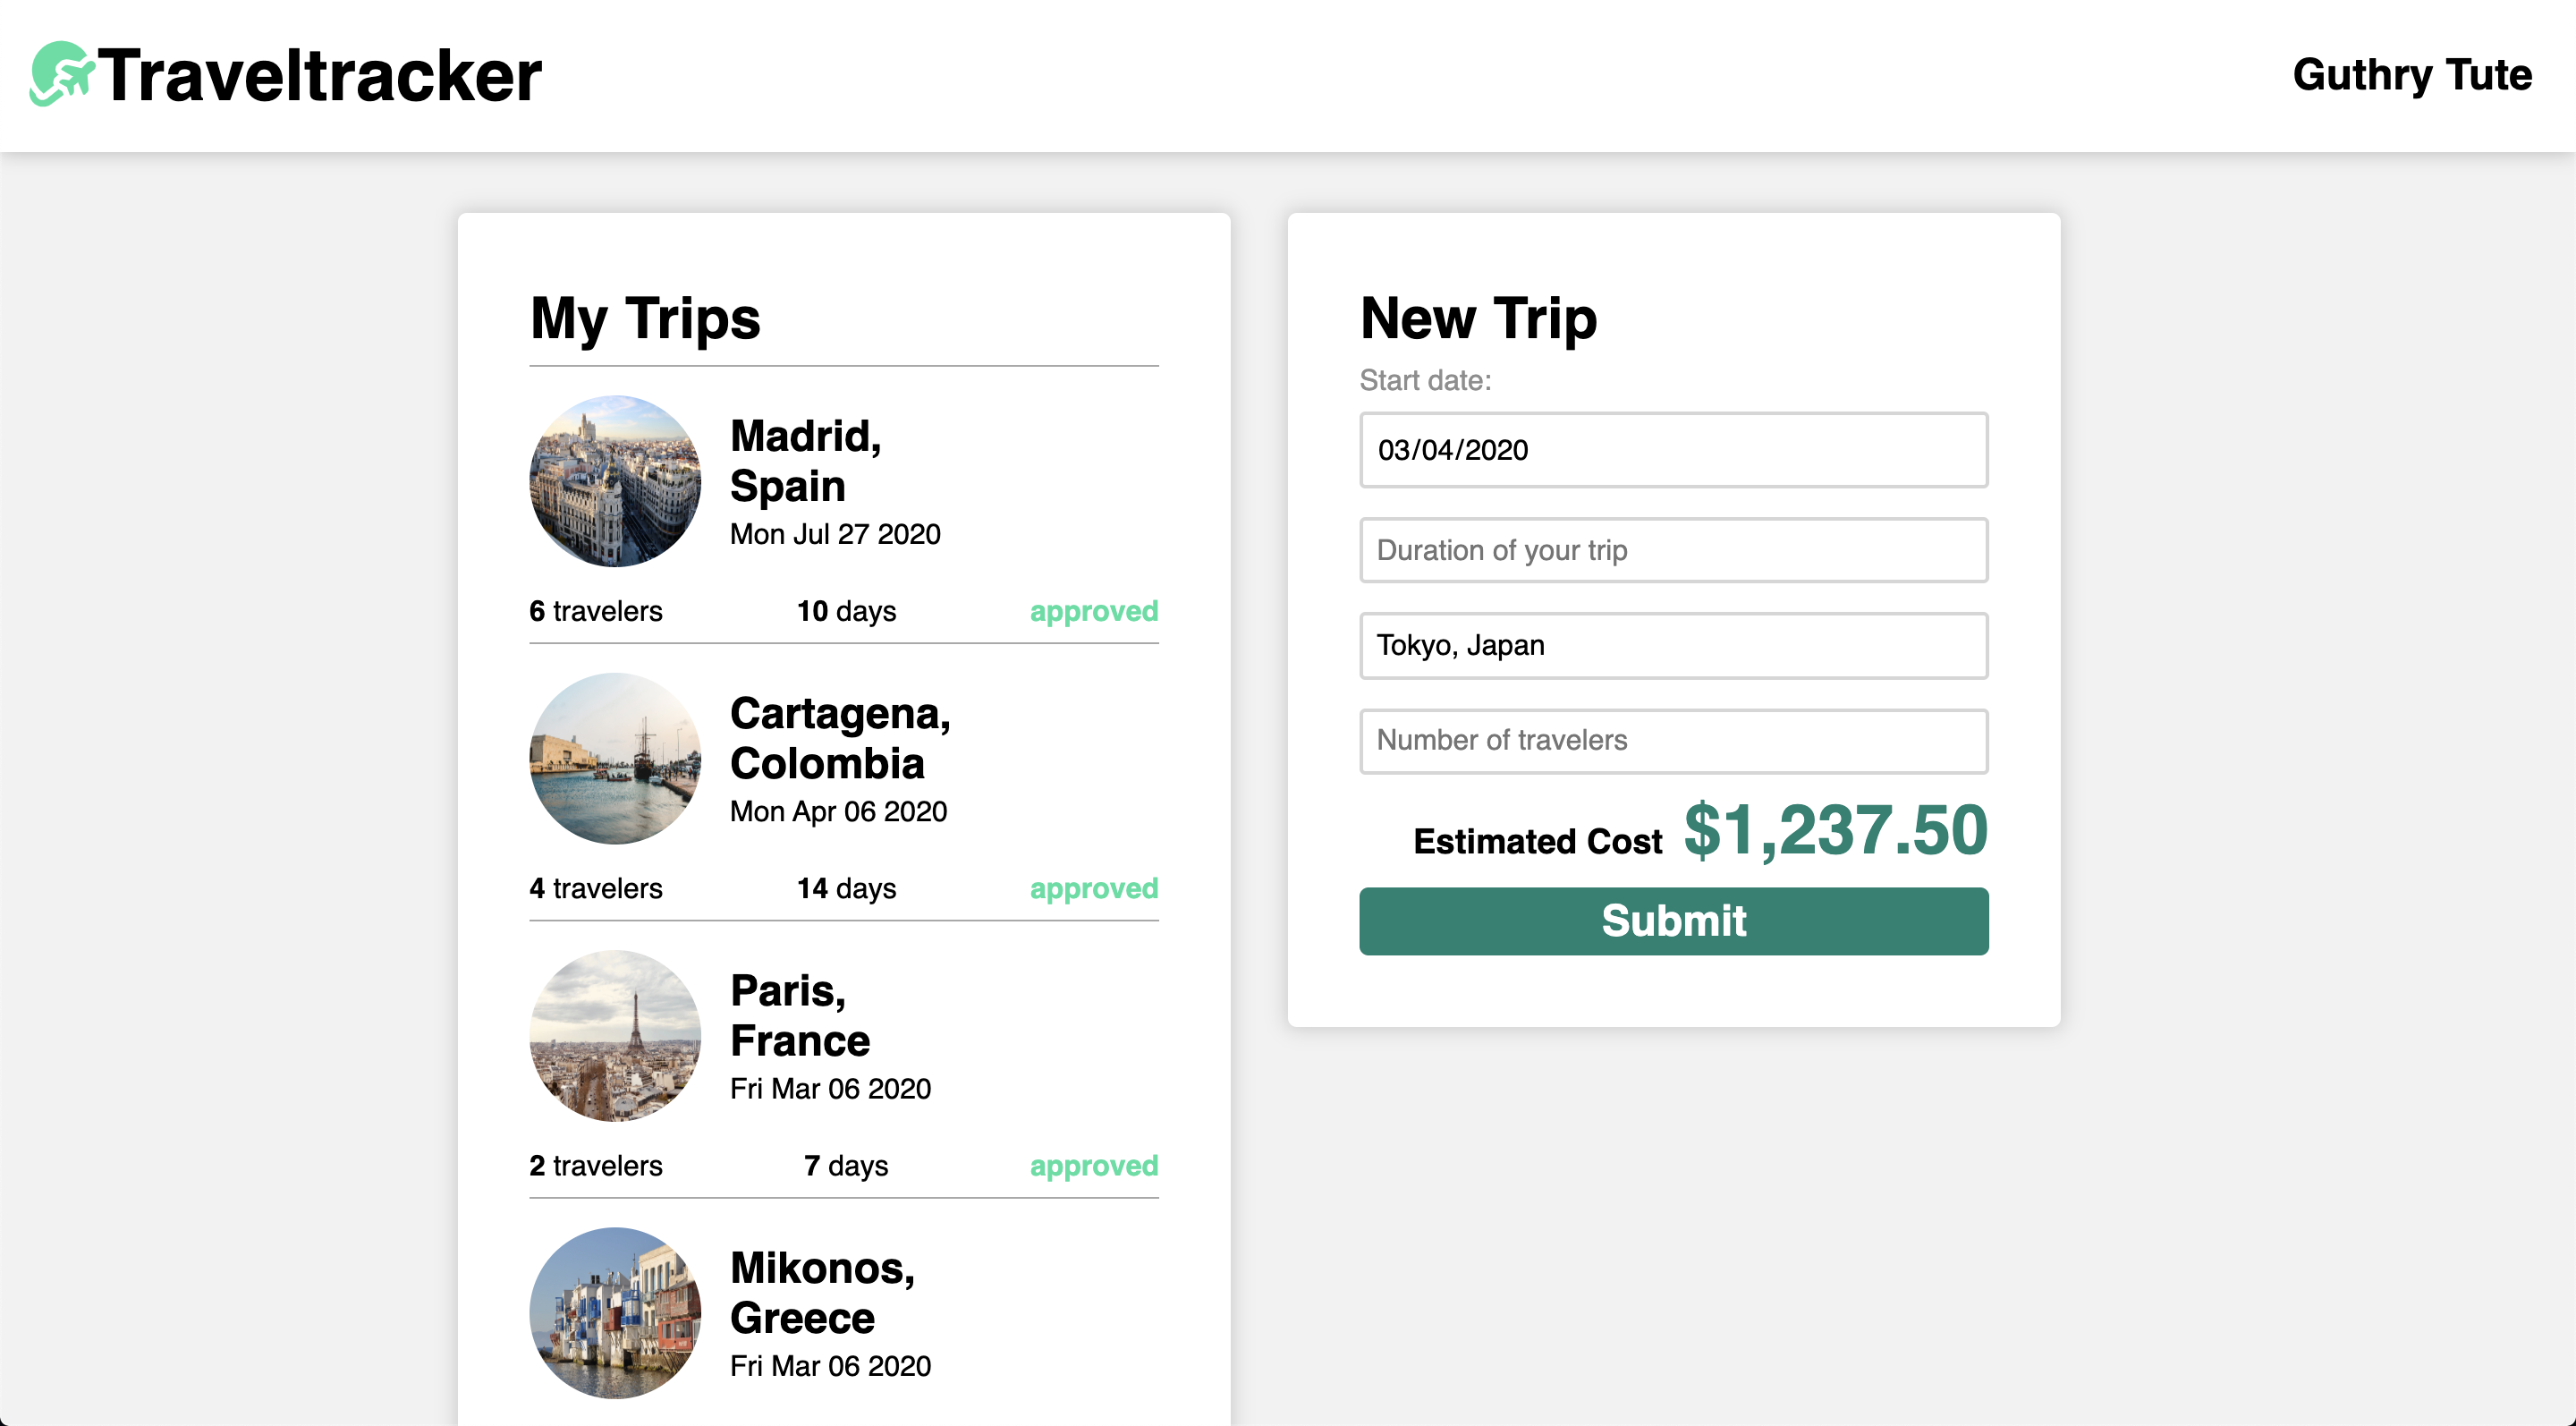 Traveltracker
Guthry Tute
My Trips
Madrid,
Spain
Mon Jul 27 2020
6 travelers 10 days approved
Cartagena,
Colombia
Mon Apr 06 2020
4 travelers 14 days approved
Paris,
France
Fri Mar 06 2020
2 travelers 7 days approved
Mikonos,
Greece
Fri Mar 06 2020
New Trip
Start date:
03/04/2020
Duration of your trip
Tokyo, Japan
Number of travelers
Estimated Cost $1,237.50
Submit